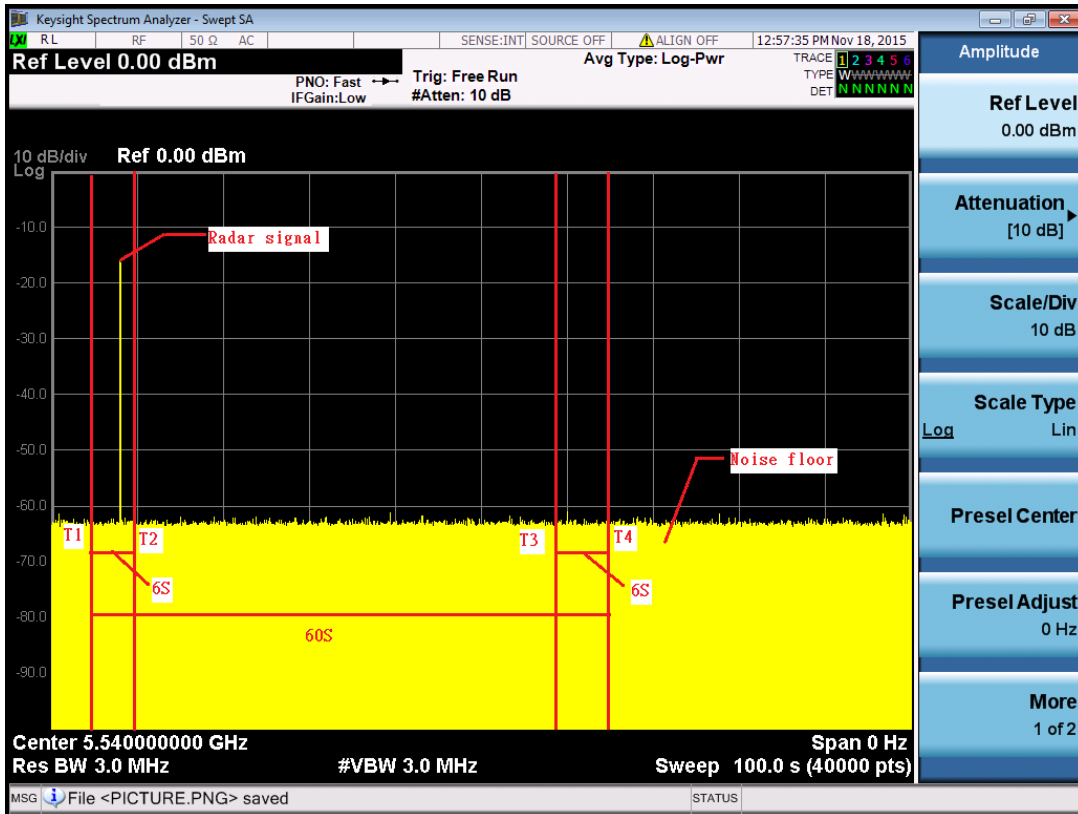 Keysight Spectrum Analyzer - Swept SA
LXI RL RF 50 Ω AC SENSE:INT SOURCE OFF ALIGN OFF 12:57:35 PM Nov 18, 2015
Ref Level 0.00 dBm
PNO: Fast
IFGain:Low
Trig: Free Run
#Atten: 10 dB
Avg Type: Log-Pwr
TRACE 1 2 3 4 5 6
TYPE WWWWWW
DET N N N N N N
10 dB/div Ref 0.00 dBm
Log
-10.0
-20.0
-30.0
-40.0
-50.0
-60.0
-70.0
-80.0
-90.0
Radar signal
Noise floor
T1 T2 T3 T4
6S 6S
60S
Center 5.540000000 GHz Span 0 Hz
Res BW 3.0 MHz #VBW 3.0 MHz Sweep 100.0 s (40000 pts)
MSG File <PICTURE.PNG> saved STATUS
Amplitude
Ref Level
0.00 dBm
Attenuation
[10 dB]
Scale/Div
10 dB
Scale Type
Log Lin
Presel Center
Presel Adjust
0 Hz
More
1 of 2